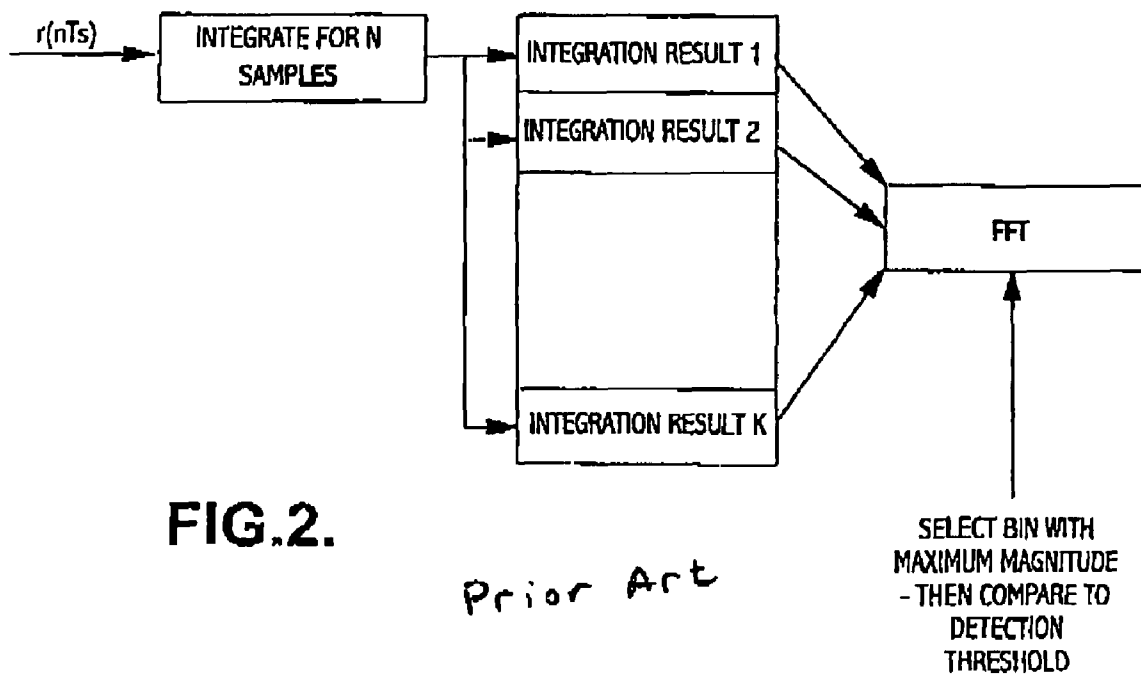 r(nTs)
INTEGRATE FOR N
SAMPLES
INTEGRATION RESULT 1
INTEGRATION RESULT 2
INTEGRATION RESULT K
FFT
FIG.2.
Prior Art
SELECT BIN WITH
MAXIMUM MAGNITUDE
- THEN COMPARE TO
DETECTION
THRESHOLD